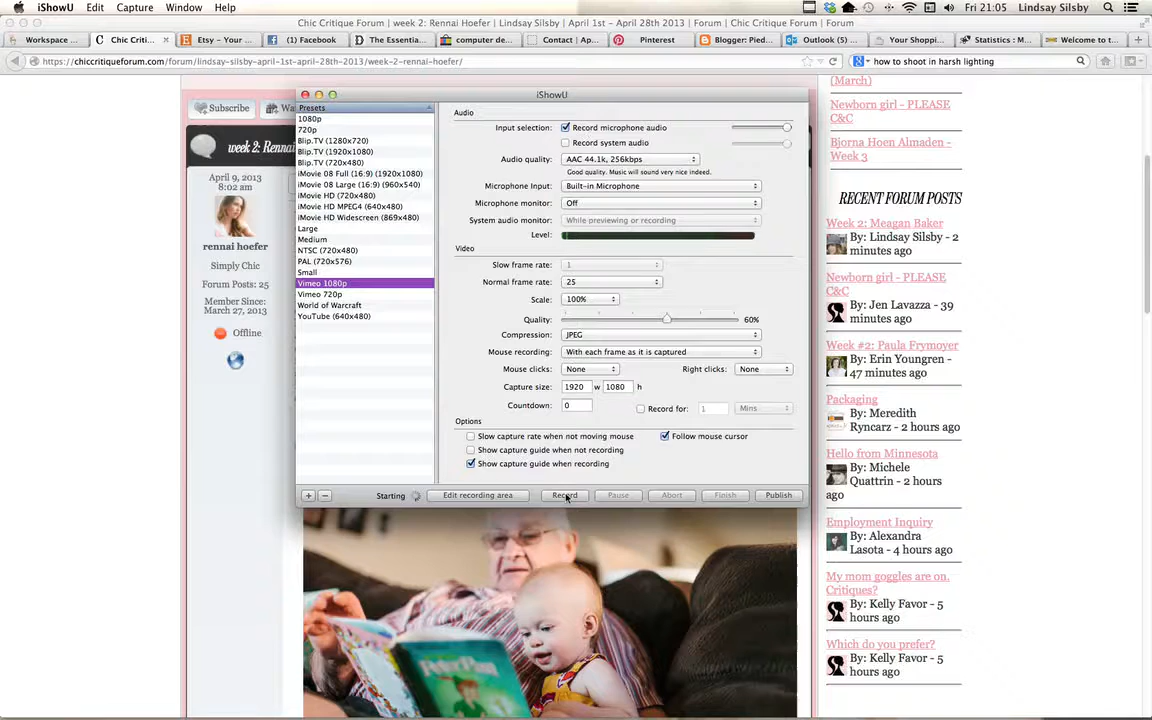 iShowU Edit Capture Window Help Fri 21:05 Lindsay Silsby
Chic Critique Forum | week 2: Rennai Hoefer | Lindsay Silsby | April 1st – April 28th 2013 | Forum | Chic Critique Forum | Forum
Workspace ... Chic Criti... Etsy – Your ... (1) Facebook The Essentia... computer de... Contact | Ap... Pinterest Blogger: Pied... Outlook (5) ... Your Shoppi... Statistics : M... Welcome to t...
https://chiccritiqueforum.com/forum/lindsay-silsby-april-1st-april-28th-2013/week-2-rennai-hoefer/ how to shoot in harsh lighting
Subscribe
week 2: Rennai
April 9, 2013
8:02 am
rennai hoefer
Simply Chic
Forum Posts: 25
Member Since:
March 27, 2013
Offline
iShowU
Presets
1080p
720p
Blip.TV (1280x720)
Blip.TV (1920x1080)
Blip.TV (720x480)
iMovie 08 Full (16:9) (1920x1080)
iMovie 08 Large (16:9) (960x540)
iMovie HD (720x480)
iMovie HD MPEG4 (640x480)
iMovie HD Widescreen (869x480)
Large
Medium
NTSC (720x480)
PAL (720x576)
Small
Vimeo 1080p
Vimeo 720p
World of Warcraft
YouTube (640x480)
Audio
Input selection: Record microphone audio
Record system audio
Audio quality: AAC 44.1k, 256kbps
Good quality. Music will sound very nice indeed.
Microphone Input: Built-in Microphone
Microphone monitor: Off
System audio monitor: While previewing or recording
Level:
Video
Slow frame rate: 1
Normal frame rate: 25
Scale: 100%
Quality: 60%
Compression: JPEG
Mouse recording: With each frame as it is captured
Mouse clicks: None Right clicks: None
Capture size: 1920 w 1080 h
Countdown: 0 Record for: 1 Mins
Options
Slow capture rate when not moving mouse Follow mouse cursor
Show capture guide when not recording
Show capture guide when recording
Starting Edit recording area Record Pause Abort Finish Publish
Peter Pan
(March)
Newborn girl - PLEASE
C&C
Bjorna Hoen Almaden -
Week 3
RECENT FORUM POSTS
Week 2: Meagan Baker
By: Lindsay Silsby - 2
minutes ago
Newborn girl - PLEASE
C&C
By: Jen Lavazza - 39
minutes ago
Week #2: Paula Frymoyer
By: Erin Youngren -
47 minutes ago
Packaging
By: Meredith
Ryncarz - 2 hours ago
Hello from Minnesota
By: Michele
Quattrin - 2 hours
ago
Employment Inquiry
By: Alexandra
Lasota - 4 hours ago
My mom goggles are on.
Critiques?
By: Kelly Favor - 5
hours ago
Which do you prefer?
By: Kelly Favor - 5
hours ago